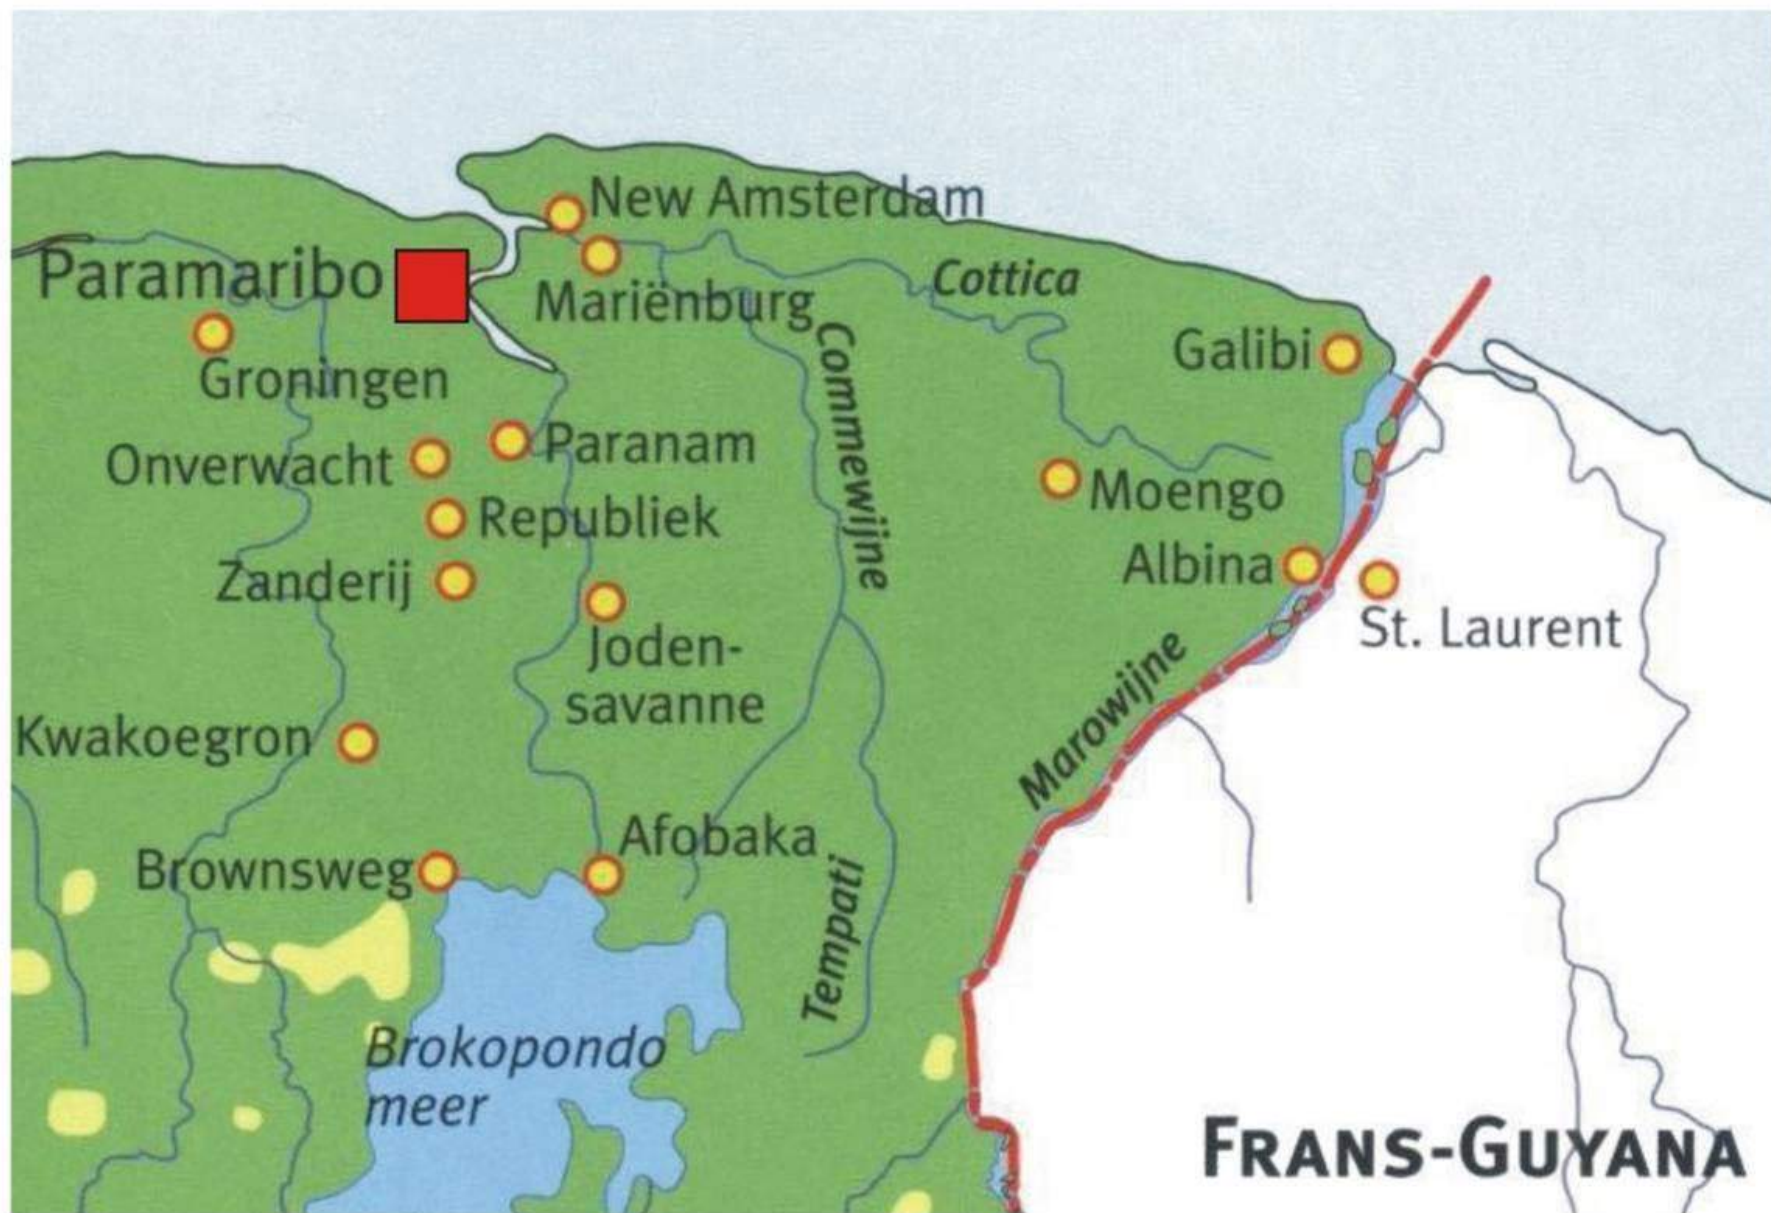 New Amsterdam
Paramaribo
Mariënburg
Cottica
Groningen
Commewijne
Galibi
Onverwacht
Paranam
Moengo
Republiek
Zanderij
Albina
St. Laurent
Joden-
savanne
Marowijne
Kwakoegron
Afobaka
Brownsweg
Tempati
Brokopondo
meer
FRANS-GUYANA